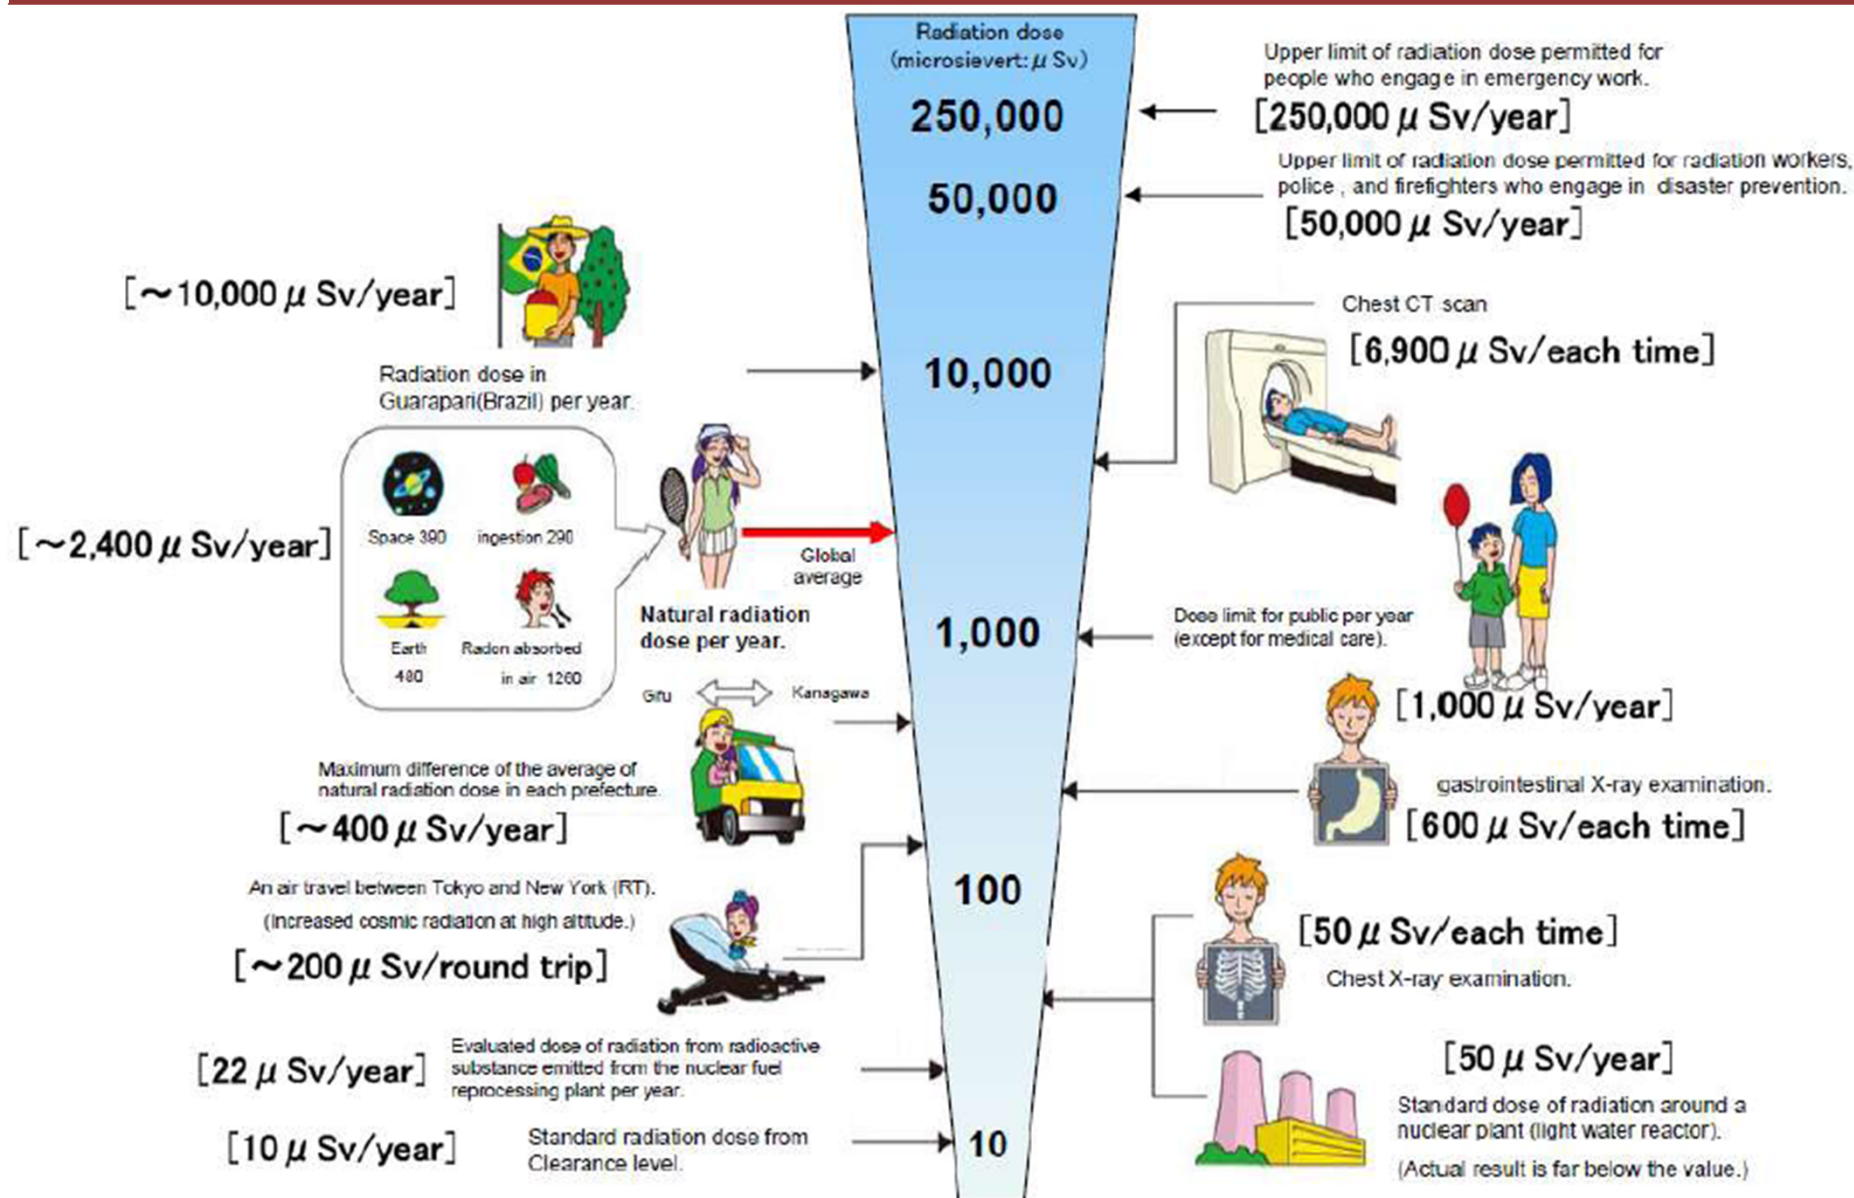 Radiation dose
(microsievert: μ Sv)
250,000
50,000
10,000
1,000
100
10
Upper limit of radiation dose permitted for
people who engage in emergency work.
[250,000 μ Sv/year]
Upper limit of radiation dose permitted for radiation workers,
police , and firefighters who engage in disaster prevention.
[50,000 μ Sv/year]
[~10,000 μ Sv/year]
Radiation dose in
Guarapari(Brazil) per year.
Chest CT scan
[6,900 μ Sv/each time]
[~2,400 μ Sv/year]
Space 390
ingestion 290
Earth
480
Radon absorbed
in air 1260
Global
average
Natural radiation
dose per year.
Dose limit for public per year
(except for medical care).
[1,000 μ Sv/year]
Gifu
Kanagawa
Maximum difference of the average of
natural radiation dose in each prefecture.
[~400 μ Sv/year]
gastrointestinal X-ray examination.
[600 μ Sv/each time]
An air travel between Tokyo and New York (RT).
(Increased cosmic radiation at high altitude.)
[~200 μ Sv/round trip]
[50 μ Sv/each time]
Chest X-ray examination.
[22 μ Sv/year]
Evaluated dose of radiation from radioactive
substance emitted from the nuclear fuel
reprocessing plant per year.
[50 μ Sv/year]
Standard dose of radiation around a
nuclear plant (light water reactor).
(Actual result is far below the value.)
[10 μ Sv/year]
Standard radiation dose from
Clearance level.